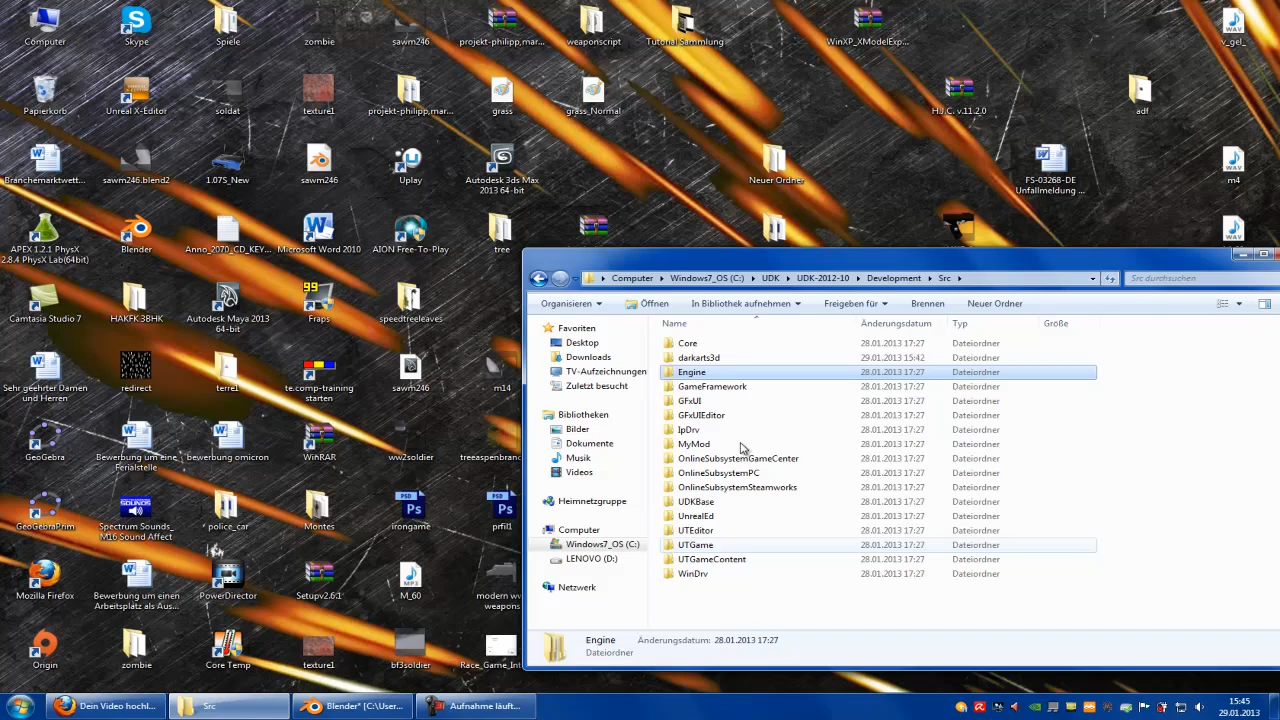 Computer
Skype
Spiele
zombie
sawm246
projekt-philipp,mar...
weaponscript
Tutorial Sammlung
WinXP_XModelExp...
v_gel_
Papierkorb
Unreal X-Editor
soldat
texture1
projekt-philipp,mar...
grass
grass_Normal
H.J.C. v.11.2.0
adf
Branchemarktwett...
sawm246.blend2
1.07S_New
sawm246
Uplay
Autodesk 3ds Max
2013 64-bit
Neuer Ordner
FS-03268-DE
Unfallmeldung ...
m4
APEX 1.2.1 PhysX
2.8.4 PhysX Lab(64bit)
Blender
Anno_2070_CD_KEY...
Microsoft Word 2010
AION Free-To-Play
tree
Camtasia Studio 7
HAKFK 3BHK
Autodesk Maya 2013
64-bit
99
Fraps
speedtreeleaves
Sehr geehrter Damen
und Herren
redirect
terre1
te.comp-training
starten
sawm246
m14
GeoGebra
Bewerbung um eine
Ferialstelle
bewerbung omicron
WinRAR
ww2soldier
treeaspenbranc...
GeoGebraPrim
SOUNDS
Spectrum Sounds_
M16 Sound Affect
police_car
Montes
PSD
Ps
irongame
PSD
Ps
prfil1
Mozilla Firefox
Bewerbung um einen
Arbeitsplatz als Aus...
PowerDirector
Setupv2.6.1
MP3
M_60
modern ww
weapons
Origin
zombie
Core Temp
texture1
bf3soldier
Race_Game_Int
Computer
Windows7_OS (C:)
UDK
UDK-2012-10
Development
Src
Src durchsuchen
Organisieren
Öffnen
In Bibliothek aufnehmen
Freigeben für
Brennen
Neuer Ordner
Favoriten
Desktop
Downloads
TV-Aufzeichnungen
Zuletzt besucht
Bibliotheken
Bilder
Dokumente
Musik
Videos
Heimnetzgruppe
Computer
Windows7_OS (C:)
LENOVO (D:)
Netzwerk
Name Änderungsdatum Typ Größe
Core 28.01.2013 17:27 Dateiordner
darkarts3d 29.01.2013 15:42 Dateiordner
Engine 28.01.2013 17:27 Dateiordner
GameFramework 28.01.2013 17:27 Dateiordner
GFxUI 28.01.2013 17:27 Dateiordner
GFxUIEditor 28.01.2013 17:27 Dateiordner
IpDrv 28.01.2013 17:27 Dateiordner
MyMod 28.01.2013 17:27 Dateiordner
OnlineSubsystemGameCenter 28.01.2013 17:27 Dateiordner
OnlineSubsystemPC 28.01.2013 17:27 Dateiordner
OnlineSubsystemSteamworks 28.01.2013 17:27 Dateiordner
UDKBase 28.01.2013 17:27 Dateiordner
UnrealEd 28.01.2013 17:27 Dateiordner
UTEditor 28.01.2013 17:27 Dateiordner
UTGame 28.01.2013 17:27 Dateiordner
UTGameContent 28.01.2013 17:27 Dateiordner
WinDrv 28.01.2013 17:27 Dateiordner
Engine Änderungsdatum: 28.01.2013 17:27
Dateiordner
Dein Video hochl...
Src
Blender* [C:\User...
Aufnahme läuft...
15:45
29.01.2013